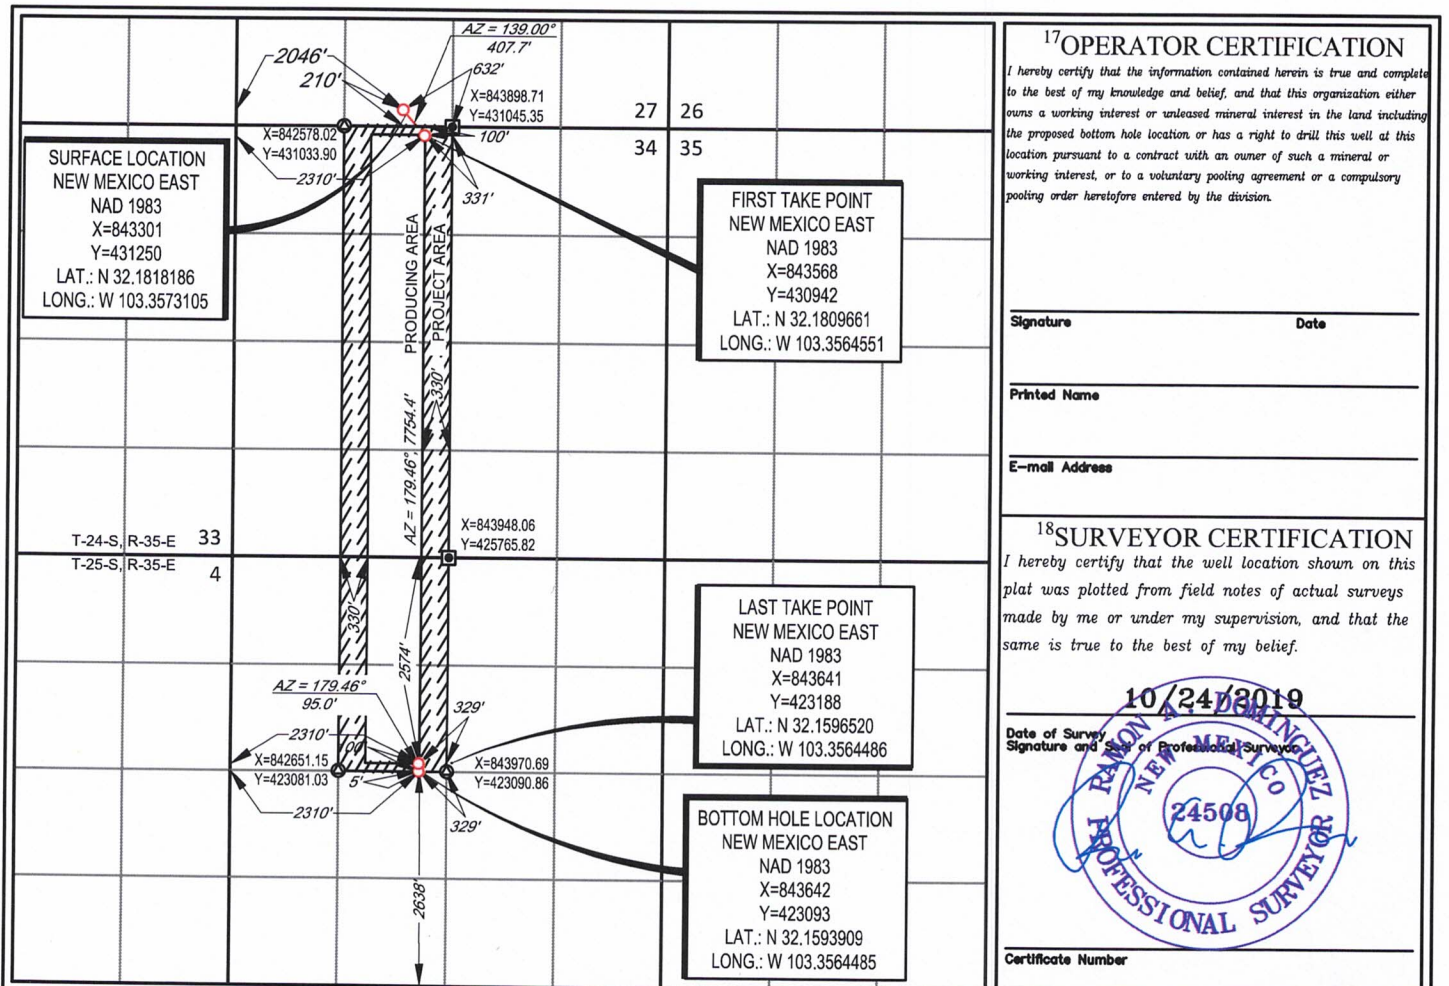 AZ = 139.00°
407.7'
2046'
210'
632'
X=843898.71
Y=431045.35
27
26
X=842578.02
Y=431033.90
100'
34
35
SURFACE LOCATION
NEW MEXICO EAST
NAD 1983
X=843301
Y=431250
LAT.: N 32.1818186
LONG.: W 103.3573105
2310'
331'
FIRST TAKE POINT
NEW MEXICO EAST
NAD 1983
X=843568
Y=430942
LAT.: N 32.1809661
LONG.: W 103.3564551
PRODUCING AREA
PROJECT AREA
330'
AZ = 179.46°, 7754.4'
X=843948.06
Y=425765.82
T-24-S, R-35-E 33
T-25-S, R-35-E
4
330'
2574'
LAST TAKE POINT
NEW MEXICO EAST
NAD 1983
X=843641
Y=423188
LAT.: N 32.1596520
LONG.: W 103.3564486
AZ = 179.46°
95.0'
329'
2310'
X=842651.15
Y=423081.03
5'
X=843970.69
Y=423090.86
2310'
329'
BOTTOM HOLE LOCATION
NEW MEXICO EAST
NAD 1983
X=843642
Y=423093
LAT.: N 32.1593909
LONG.: W 103.3564485
2638'
17OPERATOR CERTIFICATION
I hereby certify that the information contained herein is true and complete
to the best of my knowledge and belief, and that this organization either
owns a working interest or unleased mineral interest in the land including
the proposed bottom hole location or has a right to drill this well at this
location pursuant to a contract with an owner of such a mineral or
working interest, or to a voluntary pooling agreement or a compulsory
pooling order heretofore entered by the division.
Signature Date
Printed Name
E-mail Address
18SURVEYOR CERTIFICATION
I hereby certify that the well location shown on this
plat was plotted from field notes of actual surveys
made by me or under my supervision, and that the
same is true to the best of my belief.
10/24/2019
Date of Survey
Signature and Seal of Professional Surveyor
RAMON A. DOMINGUEZ
NEW MEXICO
24508
PROFESSIONAL SURVEYOR
Certificate Number